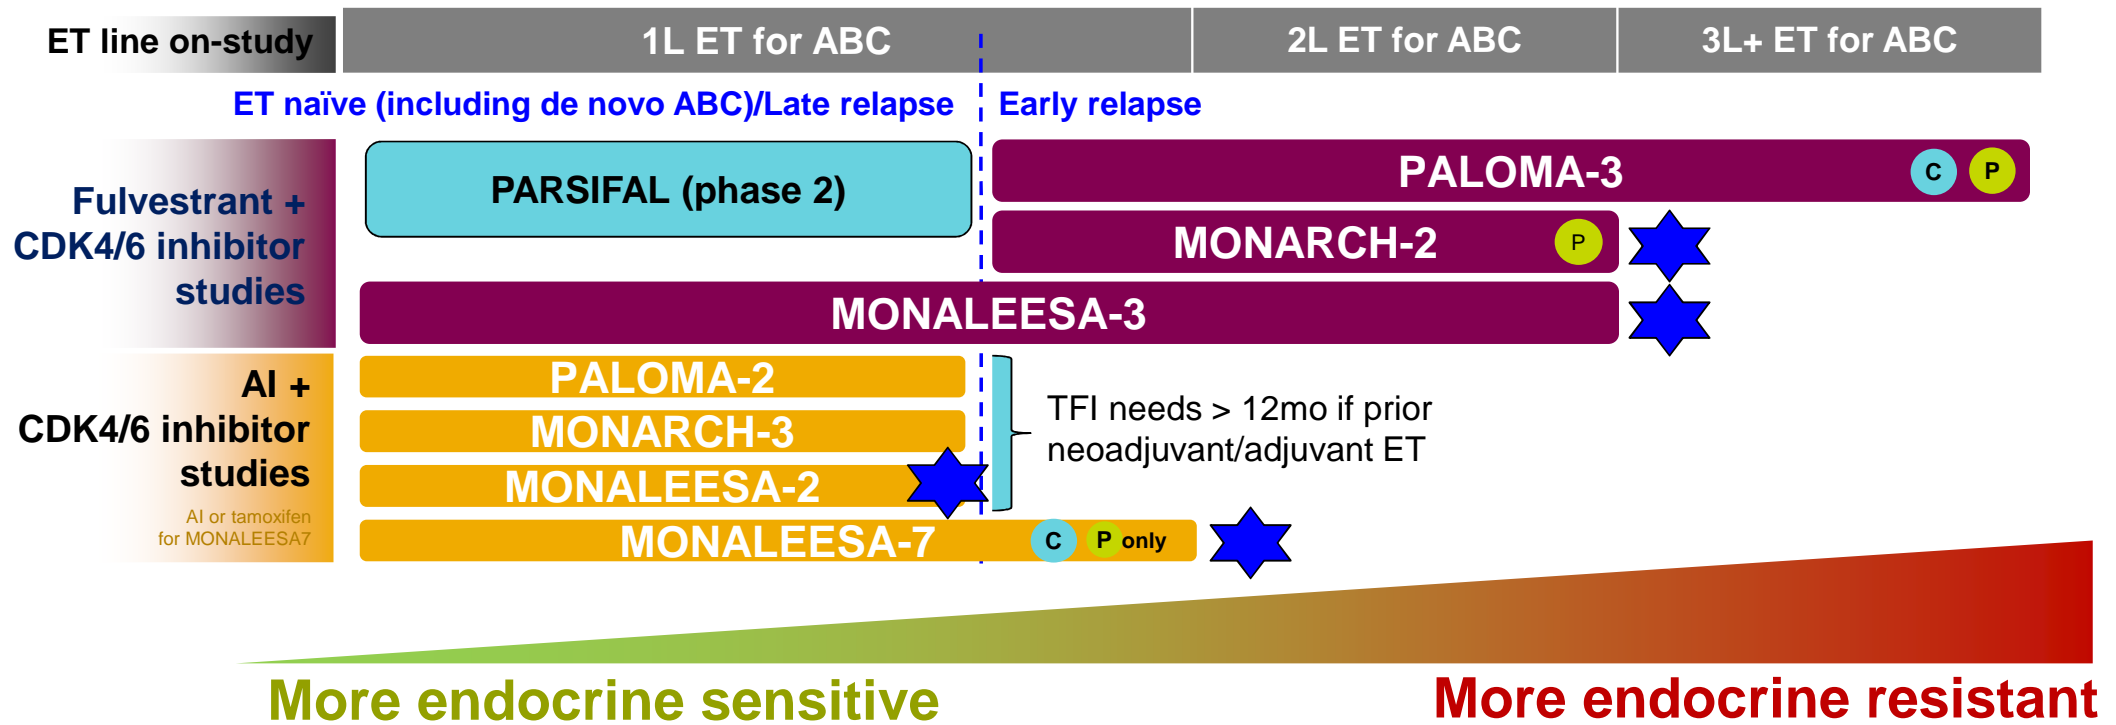 ET line on-study
1L ET for ABC
2L ET for ABC
3L+ ET for ABC
ET naïve (including de novo ABC)/Late relapse
Early relapse
Fulvestrant +
CDK4/6 inhibitor
studies
PARSIFAL (phase 2)
PALOMA-3
C
P
MONARCH-2
P
MONALEESA-3
AI +
CDK4/6 inhibitor
studies
AI or tamoxifen
for MONALEESA7
PALOMA-2
MONARCH-3
MONALEESA-2
TFI needs > 12mo if prior
neoadjuvant/adjuvant ET
MONALEESA-7
C
P only
More endocrine sensitive
More endocrine resistant